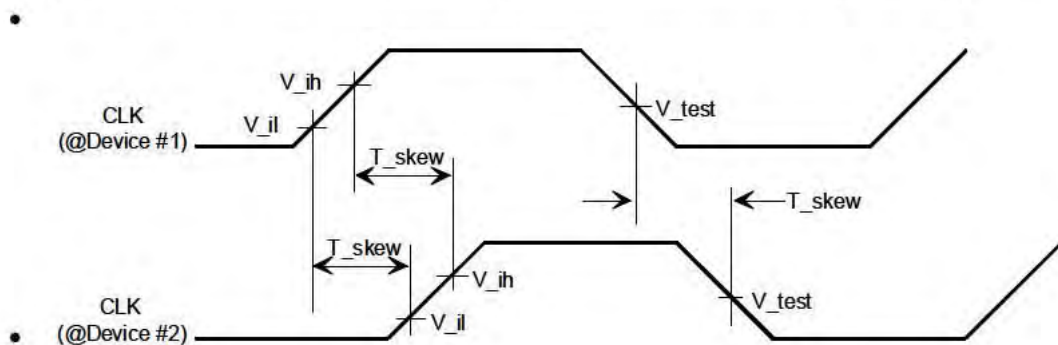 V_ih
CLK
(@Device #1)
V_il
V_test
T_skew
T_skew
T_skew
V_ih
V_test
CLK
(@Device #2)
V_il